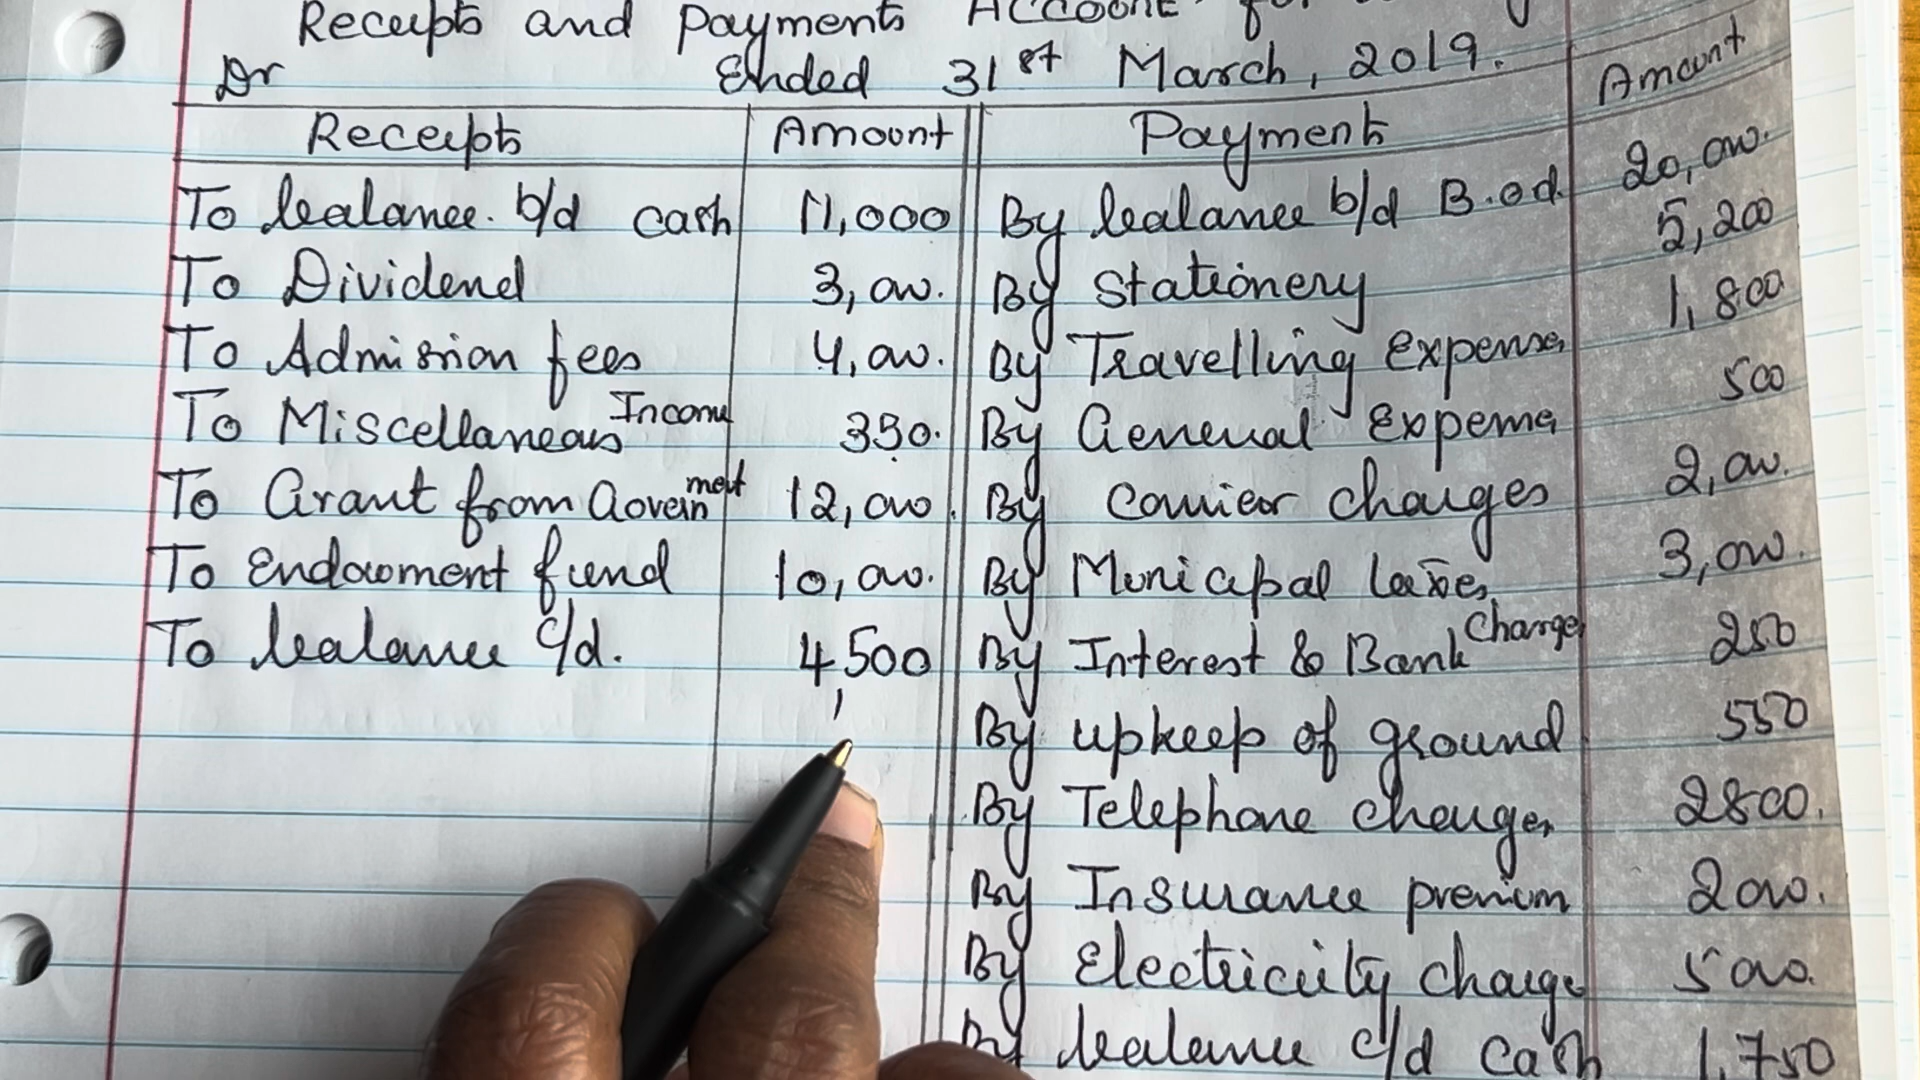 Receipts and Payments Account for
Dr Ended 31st March, 2019.
Receipts Amount Payment Amount
To balance b/d cash 11,000 By balance b/d B.od. 20,000.
To Dividend 3,000. By Stationery 5,200
To Admission fees 4,000. By Travelling Expenses 1,800
To Miscellaneous Income 350. By General Expense 500
To Grant from Government 12,000. By Courier charges 2,000.
To Endowment fund 10,000. By Municipal taxes 3,000.
To balance c/d. 4,500 By Interest & Bank Charges 250
By upkeep of ground 550
By Telephone charges 2800.
By Insurance premium 2000.
By Electricity charge 5000.
By balance c/d Cash 1,750